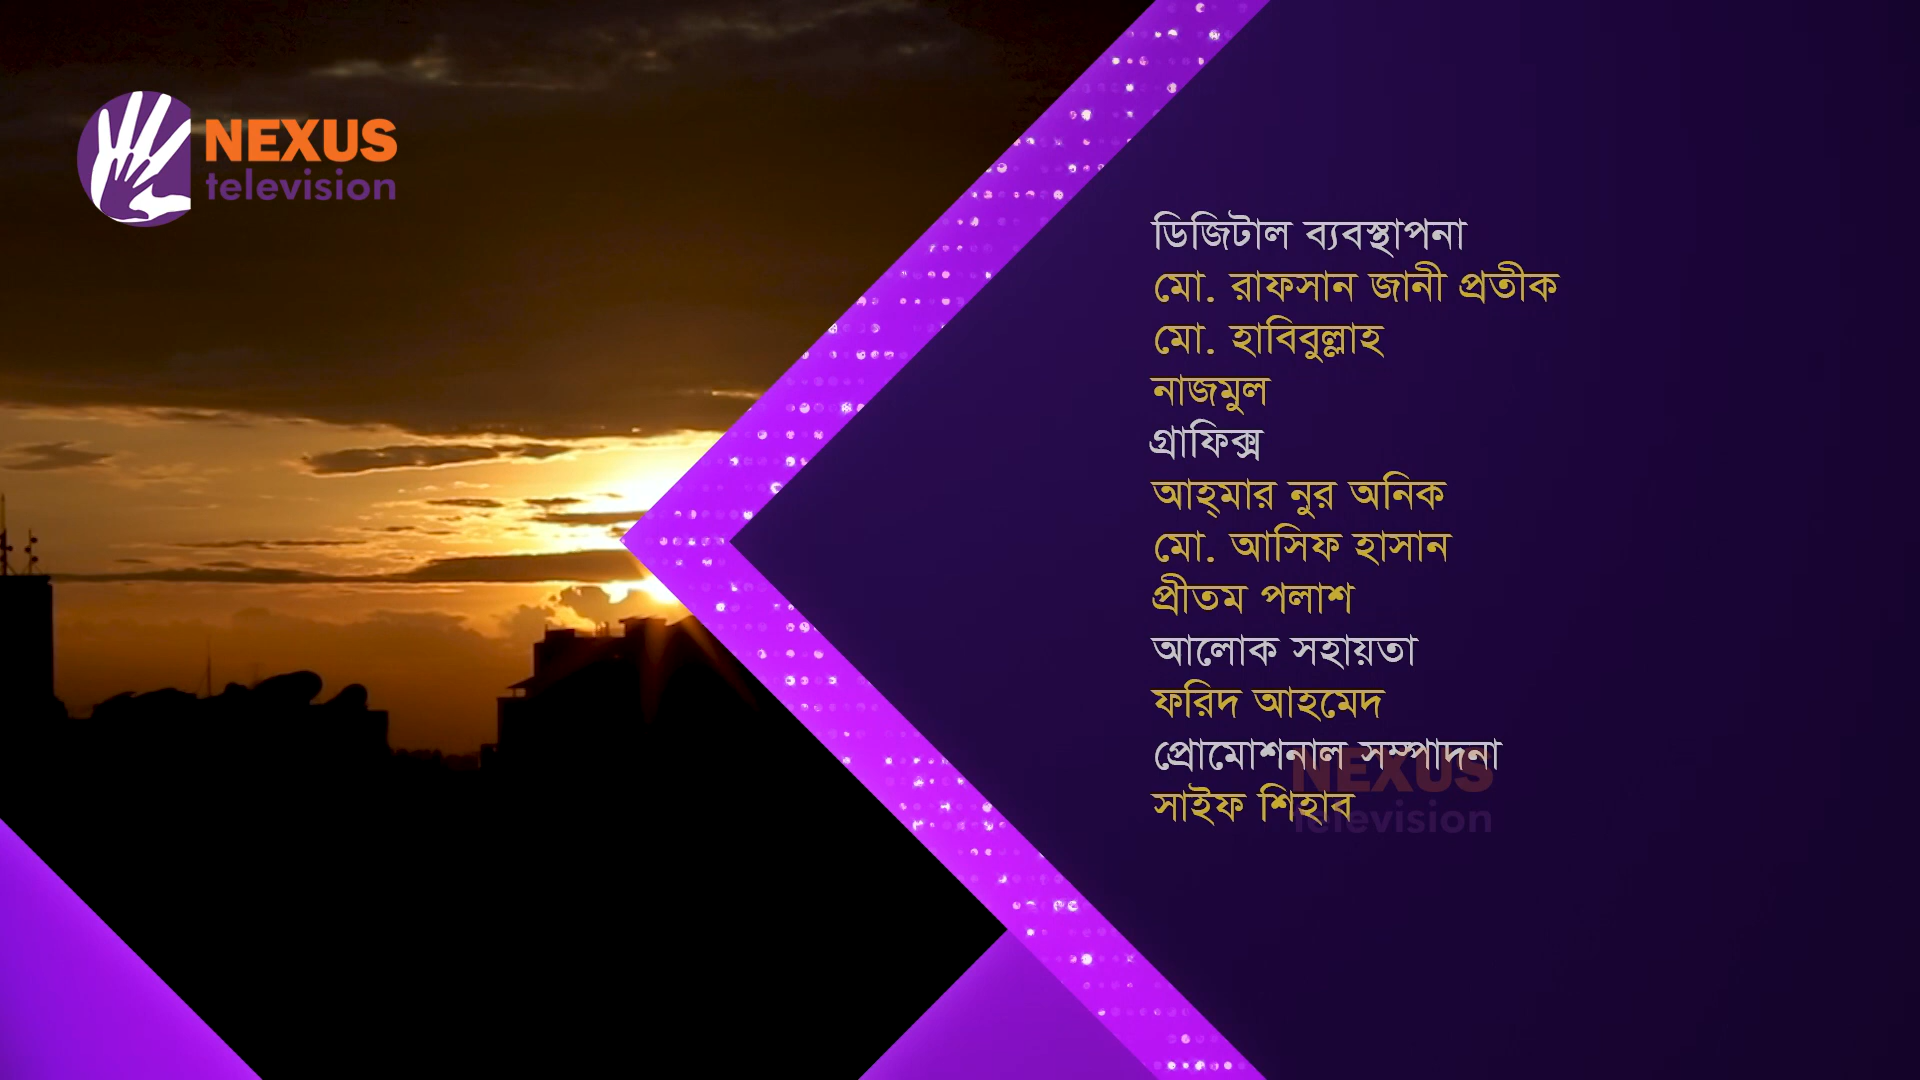 NEXUS
television
ডিজিটাল ব্যবস্থাপনা
মো. রাফসান জানী প্রতীক
মো. হাবিবুল্লাহ
নাজমুল
গ্রাফিক্স
আহ্‌মার নুর অনিক
মো. আসিফ হাসান
প্রীতম পলাশ
আলোক সহায়তা
ফরিদ আহমেদ
প্রোমোশনাল সম্পাদনা
সাইফ শিহাব
NEXUS
television